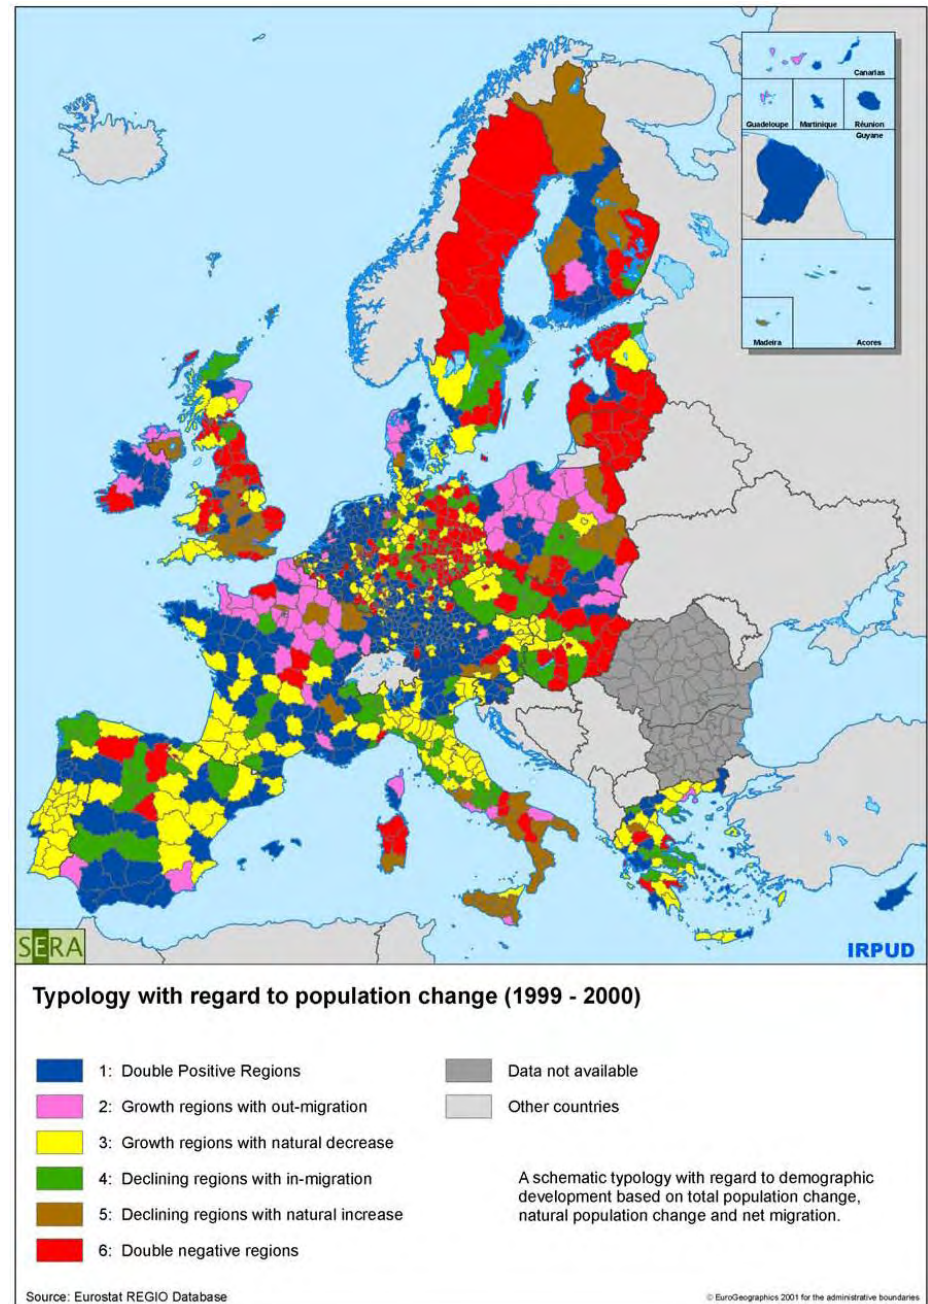 Canarias
Guadeloupe
Martinique
Réunion
Guyane
Madeira
Acores
SERA
IRPUD
Typology with regard to population change (1999 - 2000)
1: Double Positive Regions
2: Growth regions with out-migration
3: Growth regions with natural decrease
4: Declining regions with in-migration
5: Declining regions with natural increase
6: Double negative regions
Data not available
Other countries
A schematic typology with regard to demographic
development based on total population change,
natural population change and net migration.
Source: Eurostat REGIO Database
© EuroGeographics 2001 for the administrative boundaries